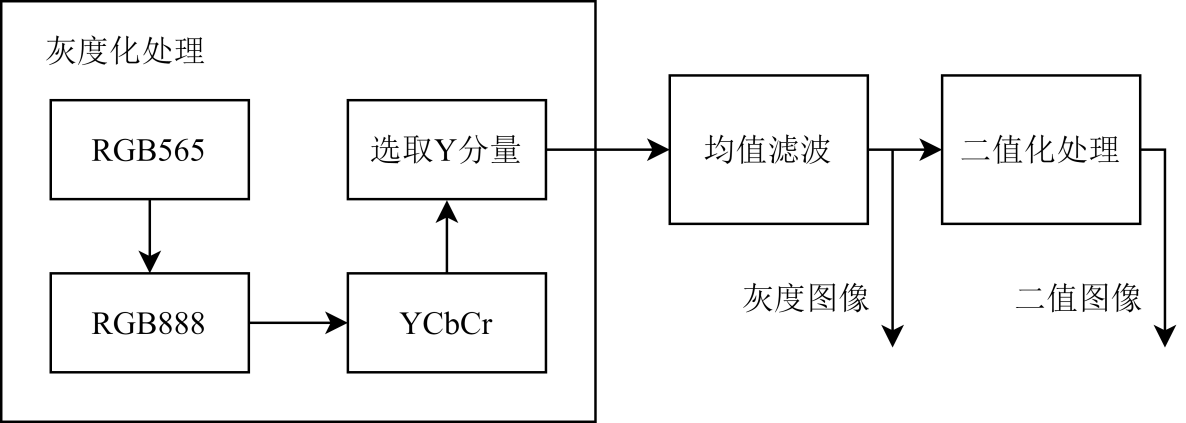 灰度化处理
RGB565
选取Y分量
均值滤波
二值化处理
RGB888
YCbCr
灰度图像
二值图像